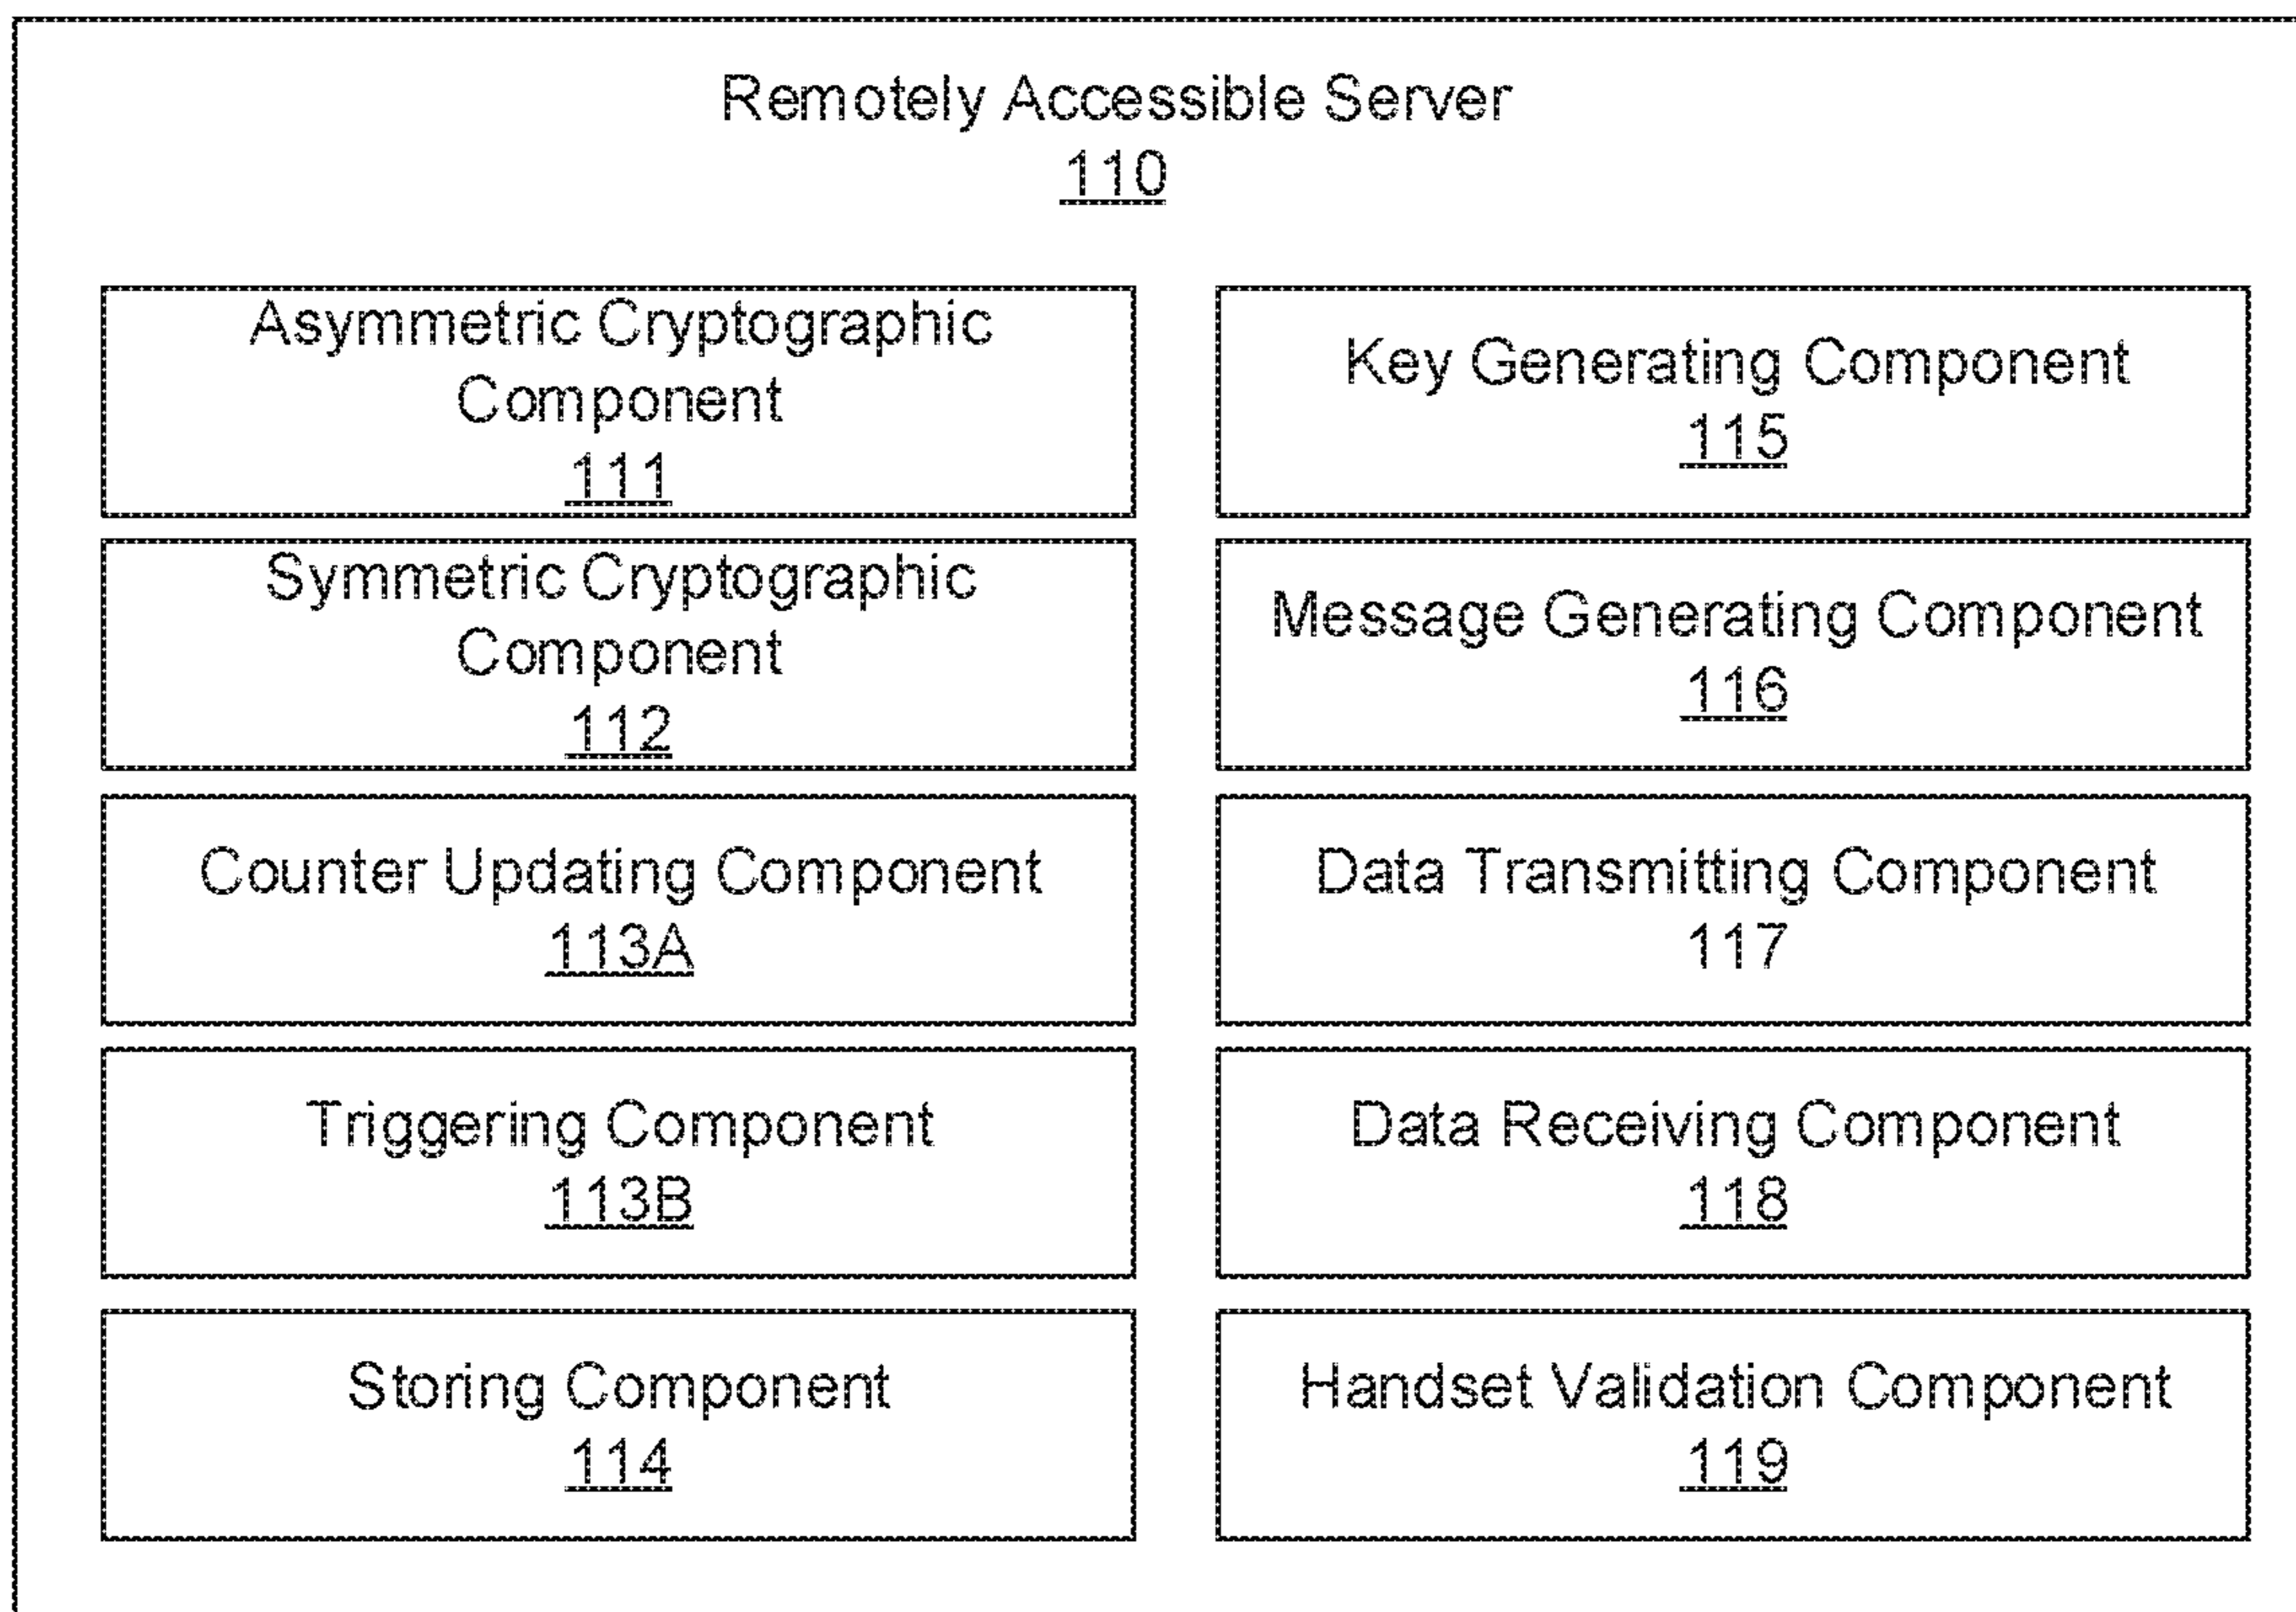 Remotely Accessible Server
110
Asymmetric Cryptographic
Component
111
Symmetric Cryptographic
Component
112
Counter Updating Component
113A
Triggering Component
113B
Storing Component
114
Key Generating Component
115
Message Generating Component
116
Data Transmitting Component
117
Data Receiving Component
118
Handset Validation Component
119